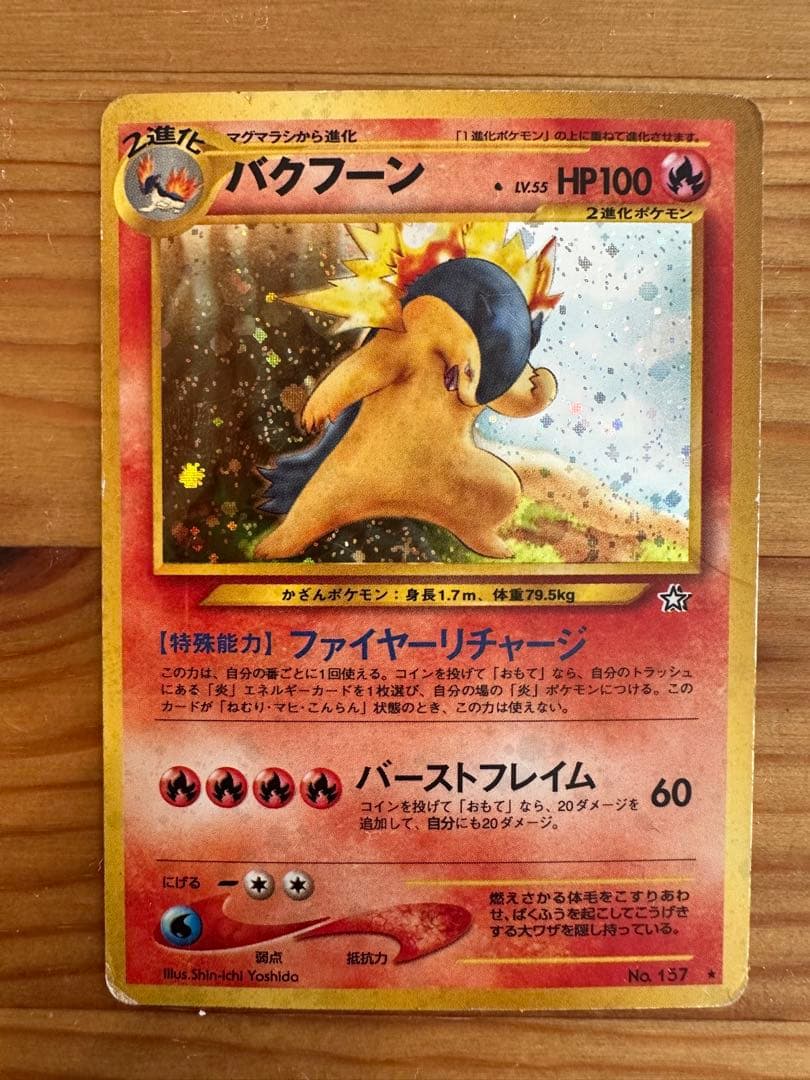 2進化
マグマラシから進化
「1進化ポケモン」の上に重ねて進化させます。
バクフーン
LV.55 HP100
2進化ポケモン
かざんポケモン:身長1.7m、体重79.5kg
【特殊能力】ファイヤーリチャージ
この力は、自分の番ごとに1回使える。コインを投げて「おもて」なら、自分のトラッシュ
にある「炎」エネルギーカードを1枚選び、自分の場の「炎」ポケモンにつける。この
カードが「ねむり・マヒ・こんらん」状態のとき、この力は使えない。
バーストフレイム 60
コインを投げて「おもて」なら、20ダメージを
追加して、自分にも20ダメージ。
にげる
弱点
抵抗力
燃えさかる体毛をこすりあわ
せ、ばくふうを起こしてこうげき
する大ワザを隠し持っている。
Illus.Shin-ichi Yoshida
No. 157